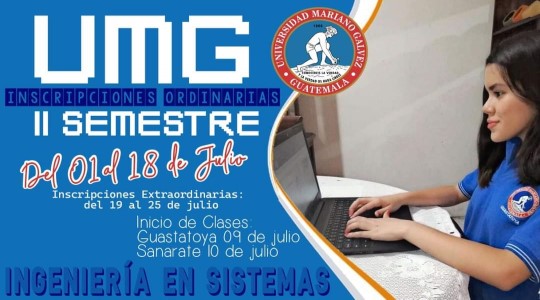 UMG
INSCRIPCIONES ORDINARIAS
II SEMESTRE
Del 01 al 18 de Julio
Inscripciones Extraordinarias:
del 19 al 25 de julio
Inicio de Clases:
Guastatoya 09 de julio
Sanarate 10 de julio
INGENIERÍA EN SISTEMAS
UNIVERSIDAD MARIANO GALVEZ
GUATEMALA